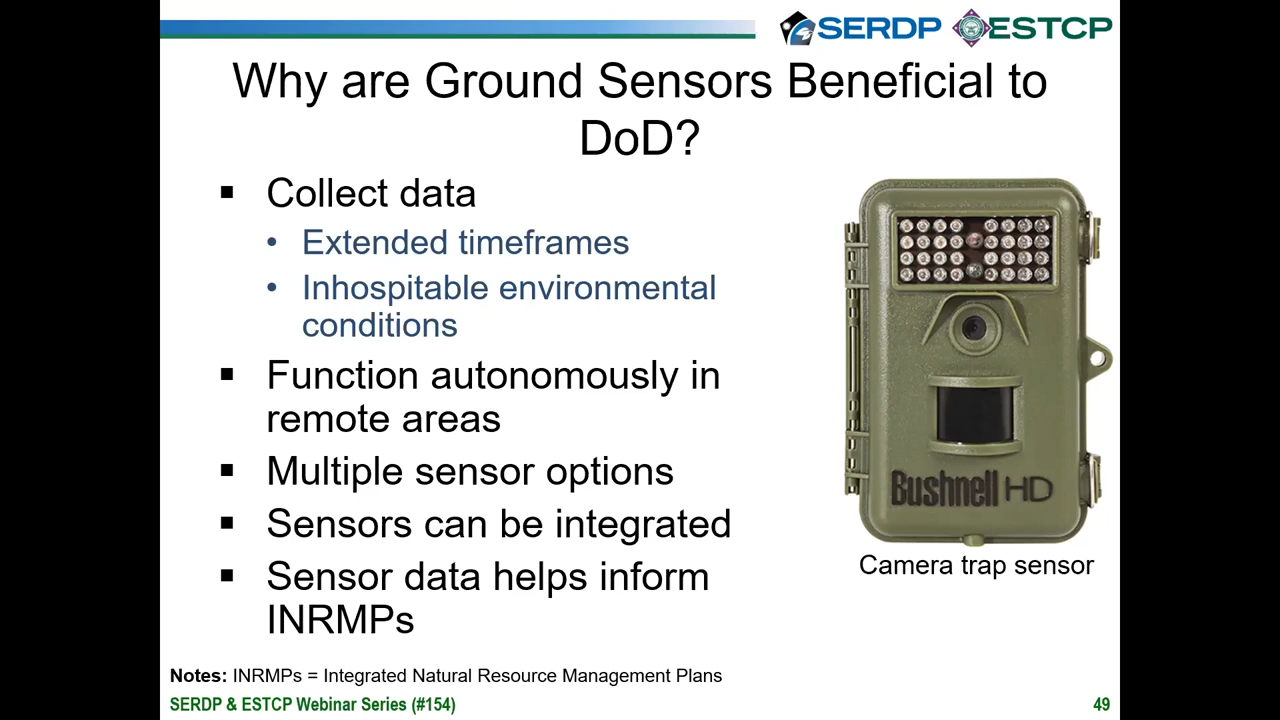 SERDP ESTCP
Why are Ground Sensors Beneficial to
DoD?
▪ Collect data
• Extended timeframes
• Inhospitable environmental
conditions
▪ Function autonomously in
remote areas
▪ Multiple sensor options
▪ Sensors can be integrated
▪ Sensor data helps inform
INRMPs
Bushnell HD
Camera trap sensor
Notes: INRMPs = Integrated Natural Resource Management Plans
SERDP & ESTCP Webinar Series (#154)
49